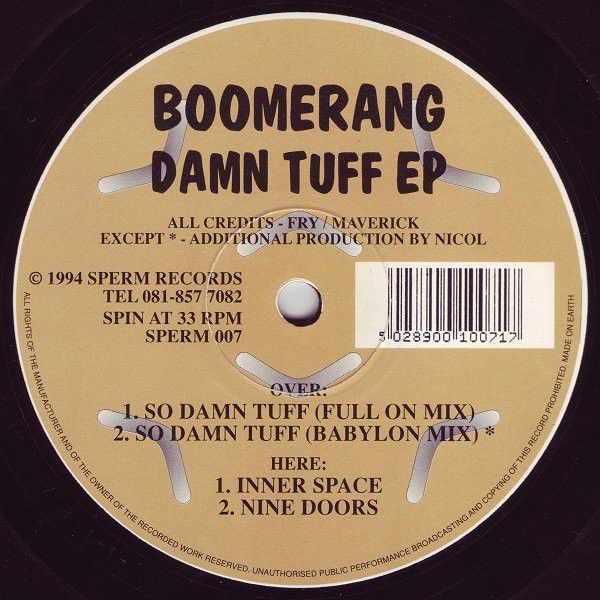 BOOMERANG
DAMN TUFF EP
ALL CREDITS - FRY / MAVERICK
EXCEPT * - ADDITIONAL PRODUCTION BY NICOL
© 1994 SPERM RECORDS
TEL 081-857 7082
SPIN AT 33 RPM
SPERM 007
5 028900 100717
OVER:
1. SO DAMN TUFF (FULL ON MIX)
2. SO DAMN TUFF (BABYLON MIX) *
HERE:
1. INNER SPACE
2. NINE DOORS
ALL RIGHTS OF THE MANUFACTURER AND OF THE OWNER OF THE RECORDED WORK RESERVED. UNAUTHORISED PUBLIC PERFORMANCE BROADCASTING AND COPYING OF THIS RECORD PROHIBITED. MADE ON EARTH